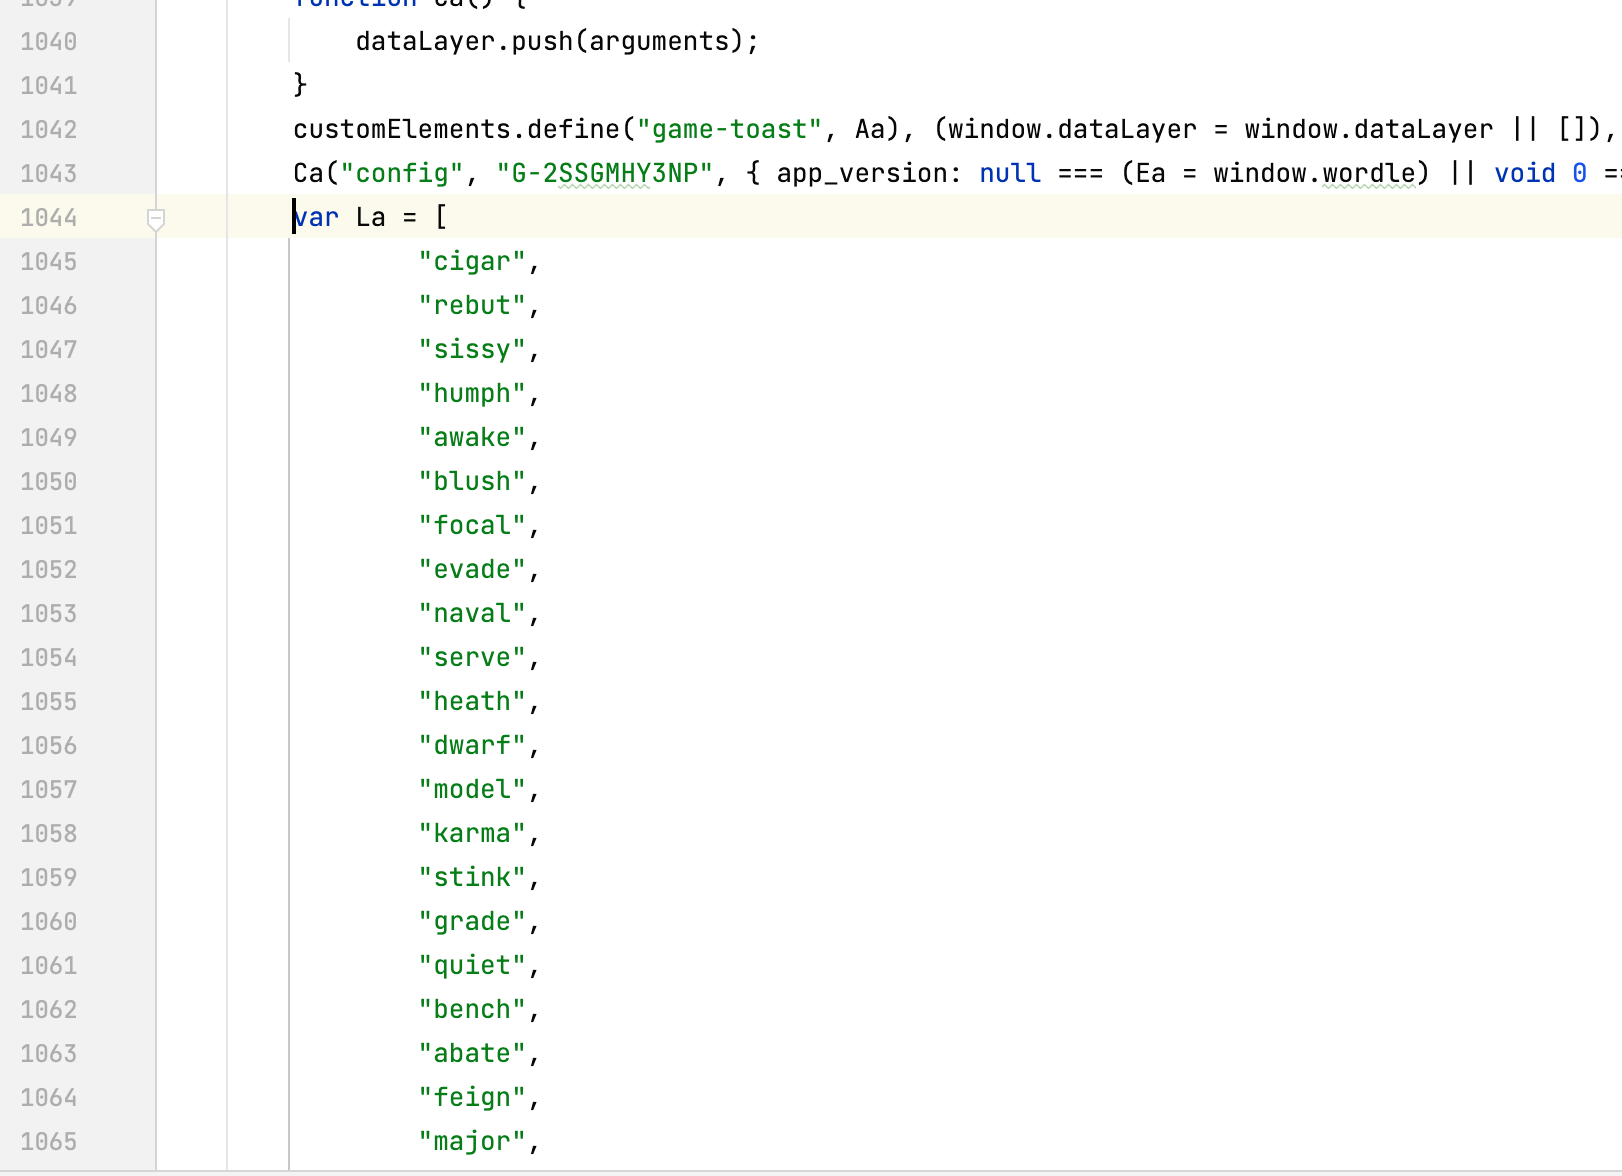 1039 function Ca() {
1040 dataLayer.push(arguments);
1041 }
1042 customElements.define("game-toast", Aa), (window.dataLayer = window.dataLayer || []),
1043 Ca("config", "G-2SSGMHY3NP", { app_version: null === (Ea = window.wordle) || void 0 ==
1044 var La = [
1045 "cigar",
1046 "rebut",
1047 "sissy",
1048 "humph",
1049 "awake",
1050 "blush",
1051 "focal",
1052 "evade",
1053 "naval",
1054 "serve",
1055 "heath",
1056 "dwarf",
1057 "model",
1058 "karma",
1059 "stink",
1060 "grade",
1061 "quiet",
1062 "bench",
1063 "abate",
1064 "feign",
1065 "major",